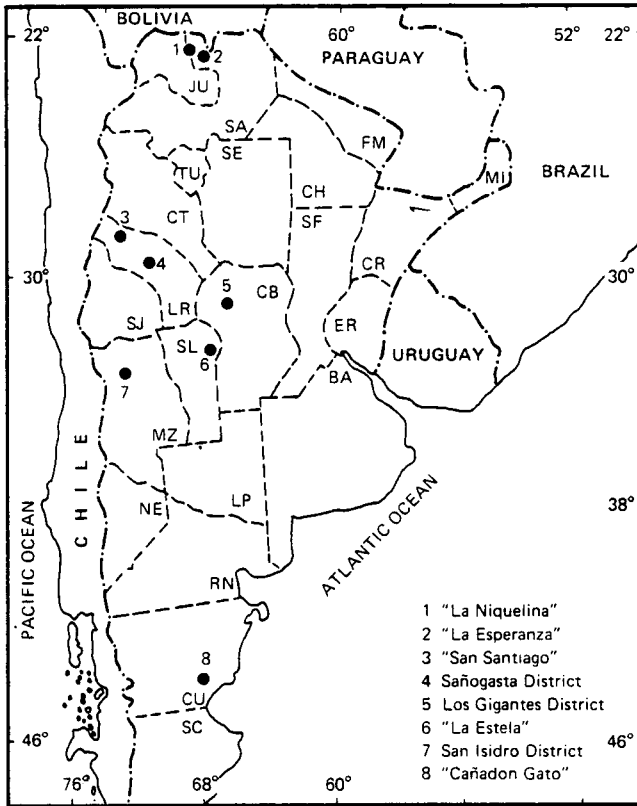 BOLIVIA
22° 60° 52° 22°
1 2 PARAGUAY
JU
SA
SE FM
TU MI BRAZIL
CH
SF
CT
3
4 CR
30° 5 30°
LR CB
SJ ER
SL URUGUAY
6
7 BA
MZ
CHILE
NE LP 38°
PACIFIC OCEAN
ATLANTIC OCEAN
RN
8
CU
SC
46° 46°
76° 68° 60°
1 "La Niquelina"
2 "La Esperanza"
3 "San Santiago"
4 Sañogasta District
5 Los Gigantes District
6 "La Estela"
7 San Isidro District
8 "Cañadon Gato"